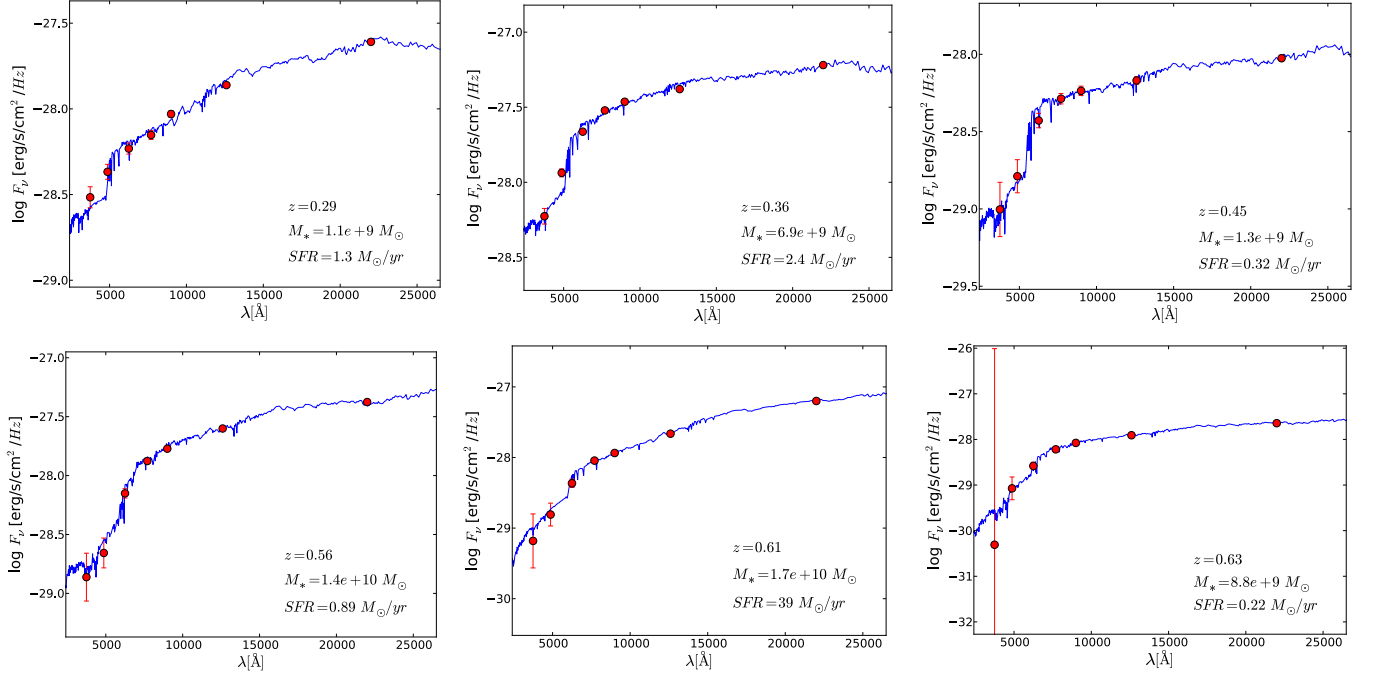 −27.5
−28.0
−28.5
−29.0
log F_ν [erg/s/cm² /Hz]
z=0.29
M_*=1.1e+9 M_⊙
SFR=1.3 M_⊙/yr
5000 10000 15000 20000 25000
λ[Å]
−27.0
−27.5
−28.0
−28.5
log F_ν [erg/s/cm² /Hz]
z=0.36
M_*=6.9e+9 M_⊙
SFR=2.4 M_⊙/yr
5000 10000 15000 20000 25000
λ[Å]
−28.0
−28.5
−29.0
−29.5
log F_ν [erg/s/cm² /Hz]
z=0.45
M_*=1.3e+9 M_⊙
SFR=0.32 M_⊙/yr
5000 10000 15000 20000 25000
λ[Å]
−27.0
−27.5
−28.0
−28.5
−29.0
log F_ν [erg/s/cm² /Hz]
z=0.56
M_*=1.4e+10 M_⊙
SFR=0.89 M_⊙/yr
5000 10000 15000 20000 25000
λ[Å]
−27
−28
−29
−30
log F_ν [erg/s/cm² /Hz]
z=0.61
M_*=1.7e+10 M_⊙
SFR=39 M_⊙/yr
5000 10000 15000 20000 25000
λ[Å]
−26
−27
−28
−29
−30
−31
−32
log F_ν [erg/s/cm² /Hz]
z=0.63
M_*=8.8e+9 M_⊙
SFR=0.22 M_⊙/yr
5000 10000 15000 20000 25000
λ[Å]